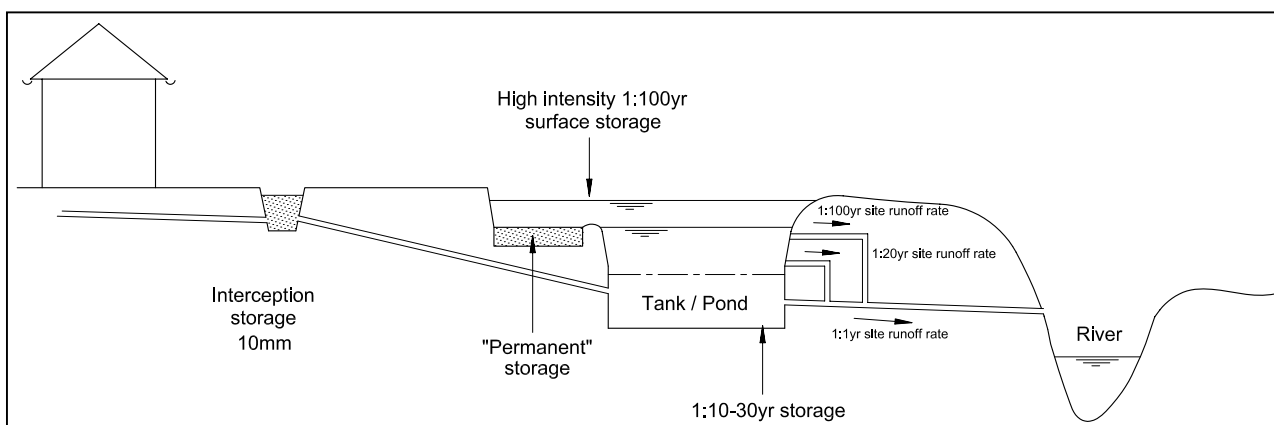 High intensity 1:100yr
surface storage
1:100yr site runoff rate
1:20yr site runoff rate
Interception
storage
10mm
Tank / Pond
"Permanent"
storage
1:1yr site runoff rate
River
1:10-30yr storage